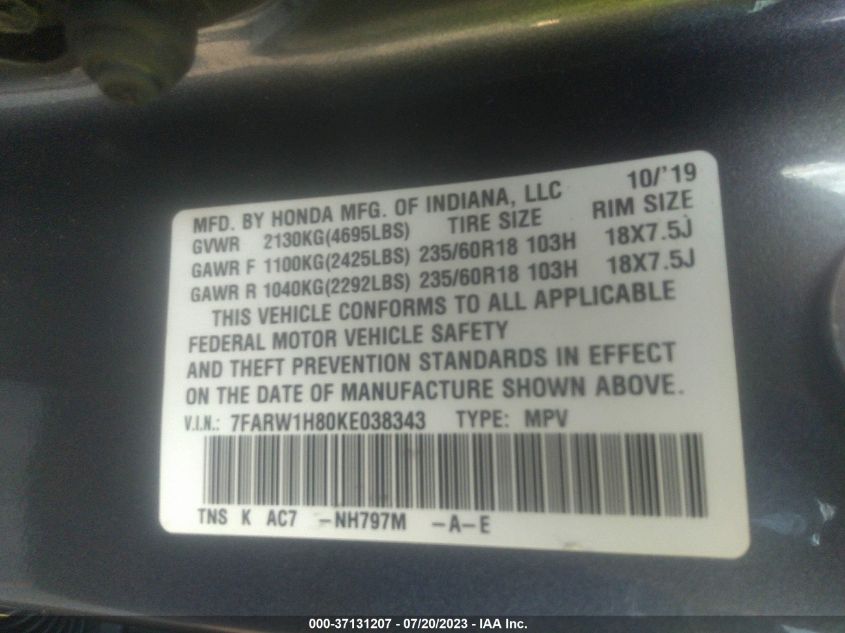 MFD. BY HONDA MFG. OF INDIANA, LLC 10/'19
GVWR 2130KG(4695LBS) TIRE SIZE RIM SIZE
GAWR F 1100KG(2425LBS) 235/60R18 103H 18X7.5J
GAWR R 1040KG(2292LBS) 235/60R18 103H 18X7.5J
THIS VEHICLE CONFORMS TO ALL APPLICABLE
FEDERAL MOTOR VEHICLE SAFETY
AND THEFT PREVENTION STANDARDS IN EFFECT
ON THE DATE OF MANUFACTURE SHOWN ABOVE.
V.I.N.: 7FARW1H80KE038343 TYPE: MPV
TNS K AC7 -NH797M -A-E
000-37131207 - 07/20/2023 - IAA Inc.